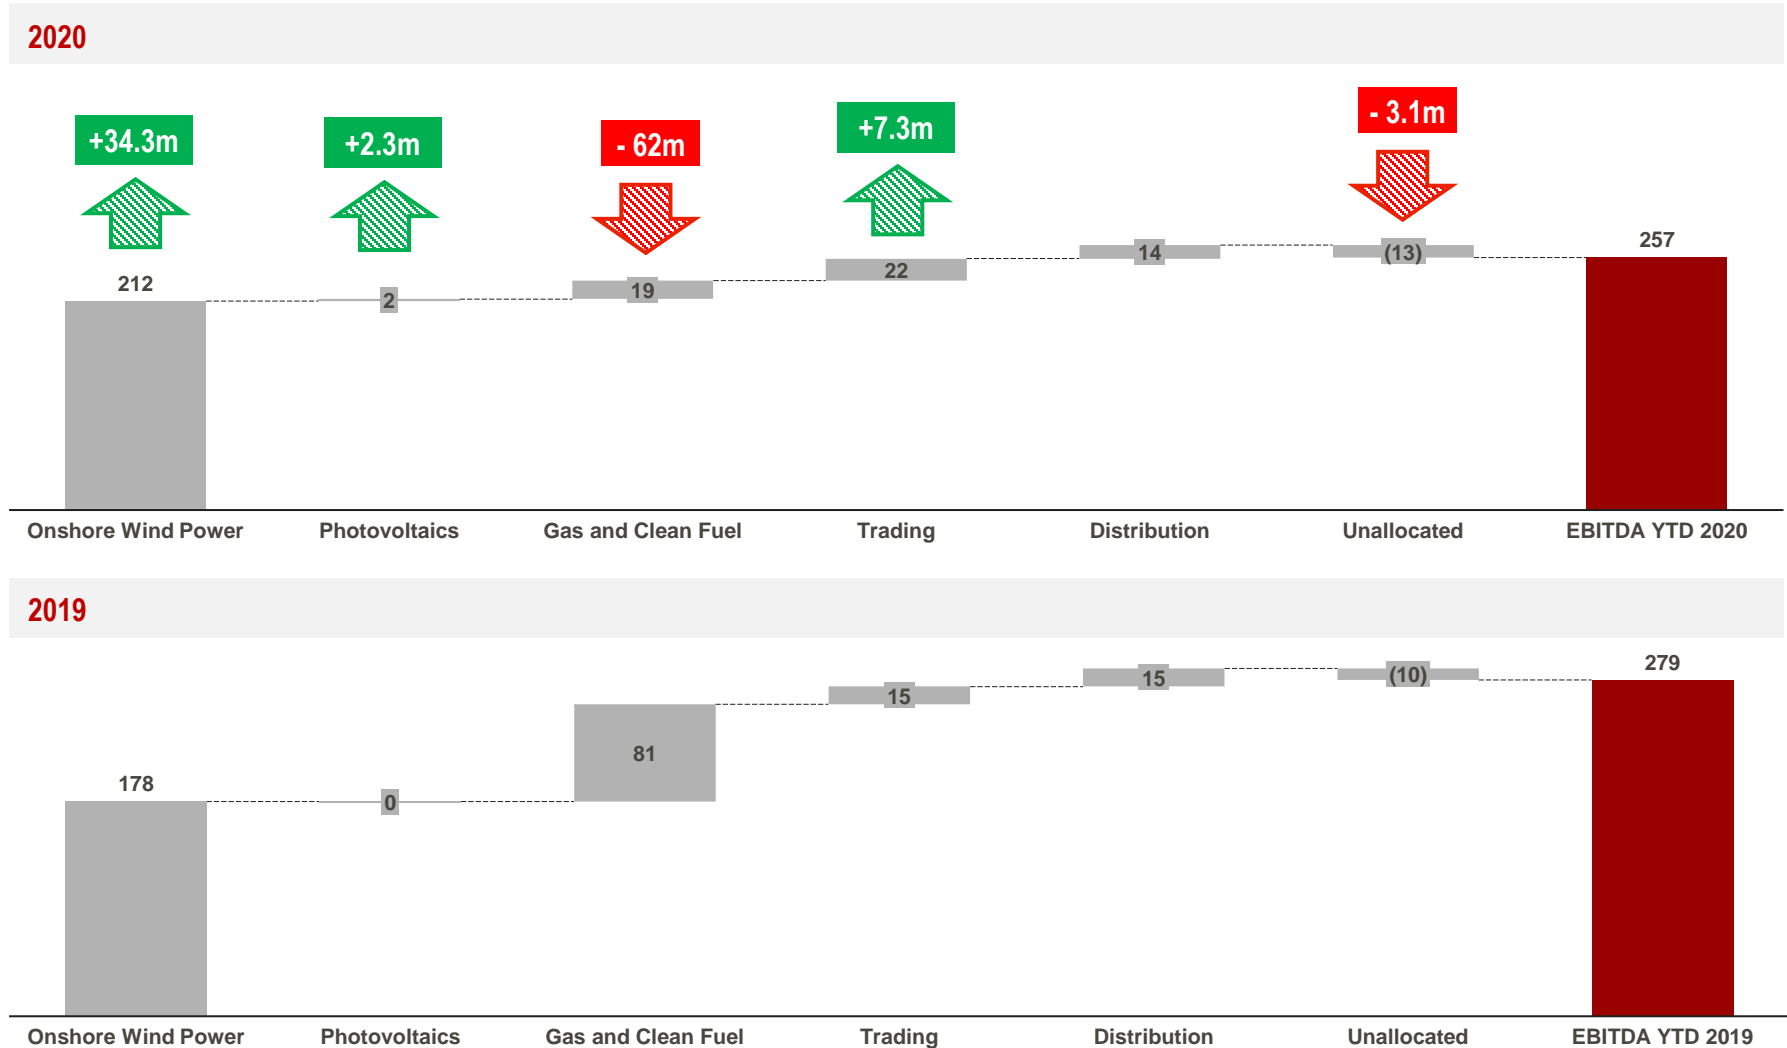 2020
+34.3m
+2.3m
- 62m
+7.3m
- 3.1m
212
2
19
22
14
(13)
257
Onshore Wind Power
Photovoltaics
Gas and Clean Fuel
Trading
Distribution
Unallocated
EBITDA YTD 2020
2019
178
0
81
15
15
(10)
279
Onshore Wind Power
Photovoltaics
Gas and Clean Fuel
Trading
Distribution
Unallocated
EBITDA YTD 2019